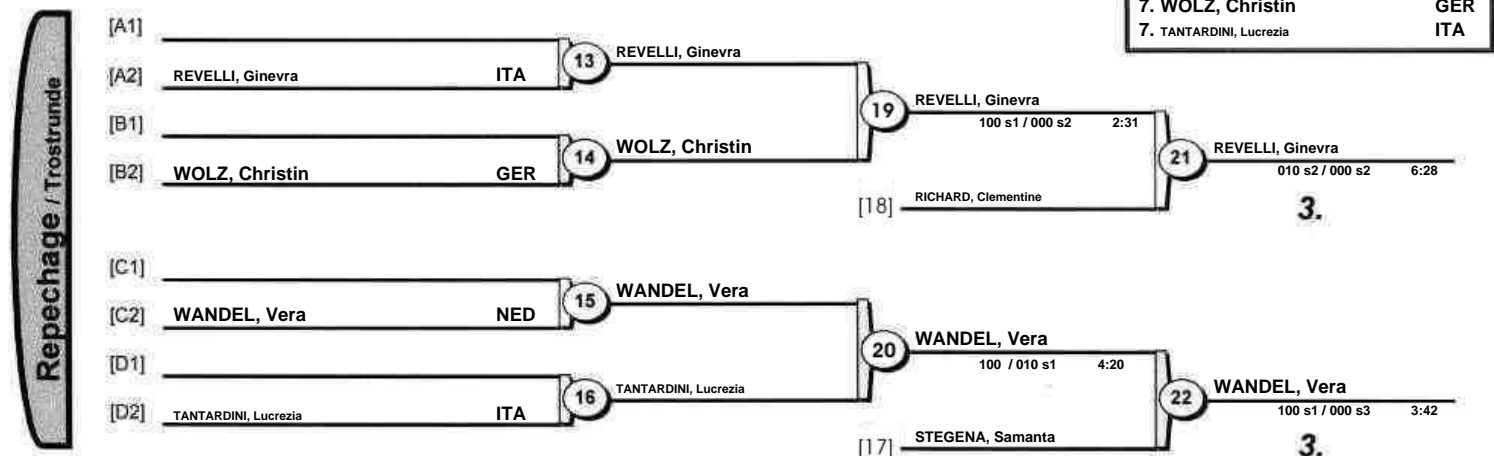 7. WOLZ, Christin GER
7. TANTARDINI, Lucrezia ITA
Repechage / Trostrunde
[A1]
[A2] REVELLI, Ginevra ITA
13 REVELLI, Ginevra
[B1]
[B2] WOLZ, Christin GER
14 WOLZ, Christin
19 REVELLI, Ginevra
100 s1 / 000 s2 2:31
[18] RICHARD, Clementine
21 REVELLI, Ginevra
010 s2 / 000 s2 6:28
3.
[C1]
[C2] WANDEL, Vera NED
15 WANDEL, Vera
[D1]
[D2] TANTARDINI, Lucrezia ITA
16 TANTARDINI, Lucrezia
20 WANDEL, Vera
100 / 010 s1 4:20
[17] STEGENA, Samanta
22 WANDEL, Vera
100 s1 / 000 s3 3:42
3.